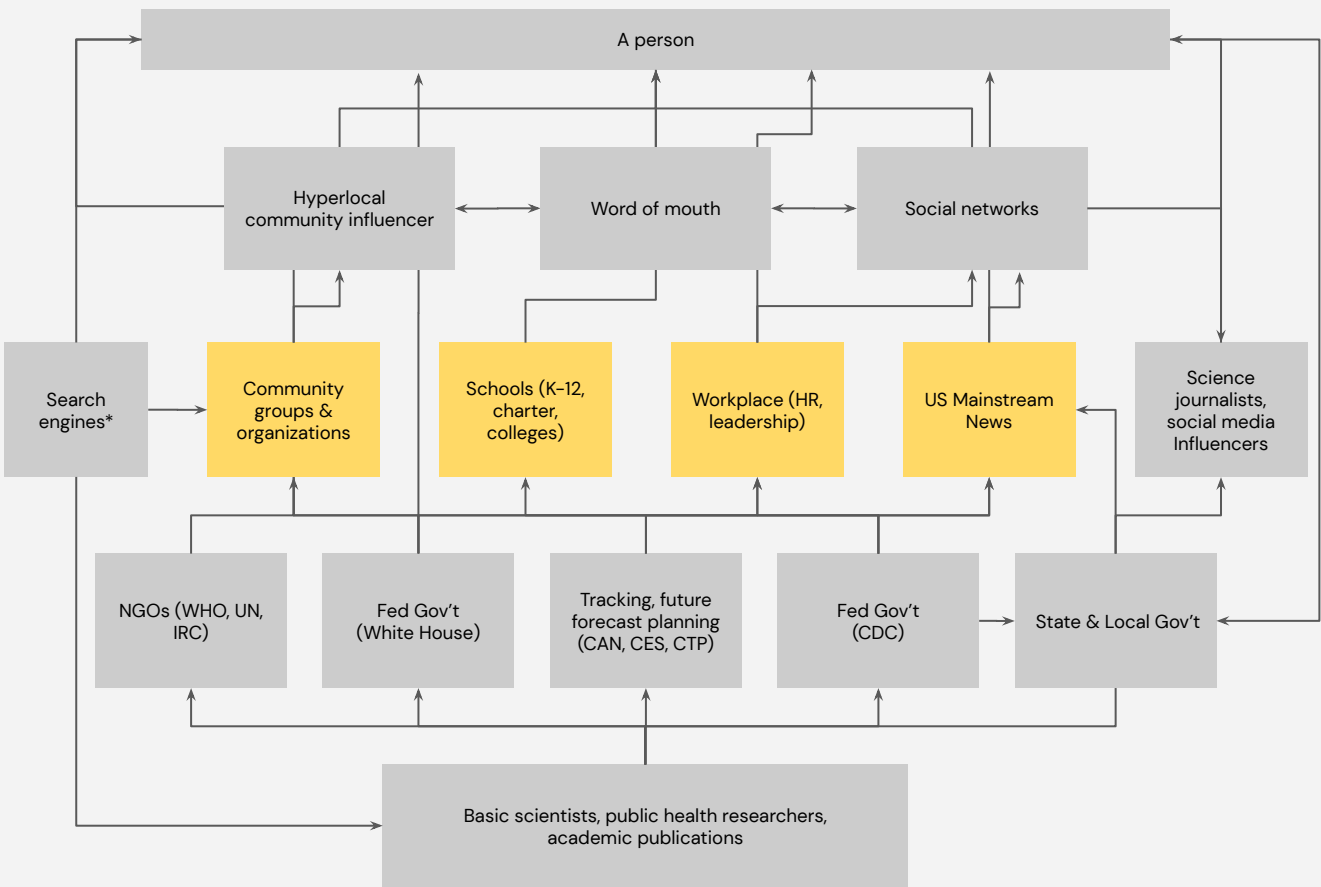 A person
Hyperlocal
community influencer
Word of mouth
Social networks
Search
engines*
Community
groups &
organizations
Schools (K-12,
charter,
colleges)
Workplace (HR,
leadership)
US Mainstream
News
Science
journalists,
social media
Influencers
NGOs (WHO, UN,
IRC)
Fed Gov’t
(White House)
Tracking, future
forecast planning
(CAN, CES, CTP)
Fed Gov’t
(CDC)
State & Local Gov’t
Basic scientists, public health researchers,
academic publications